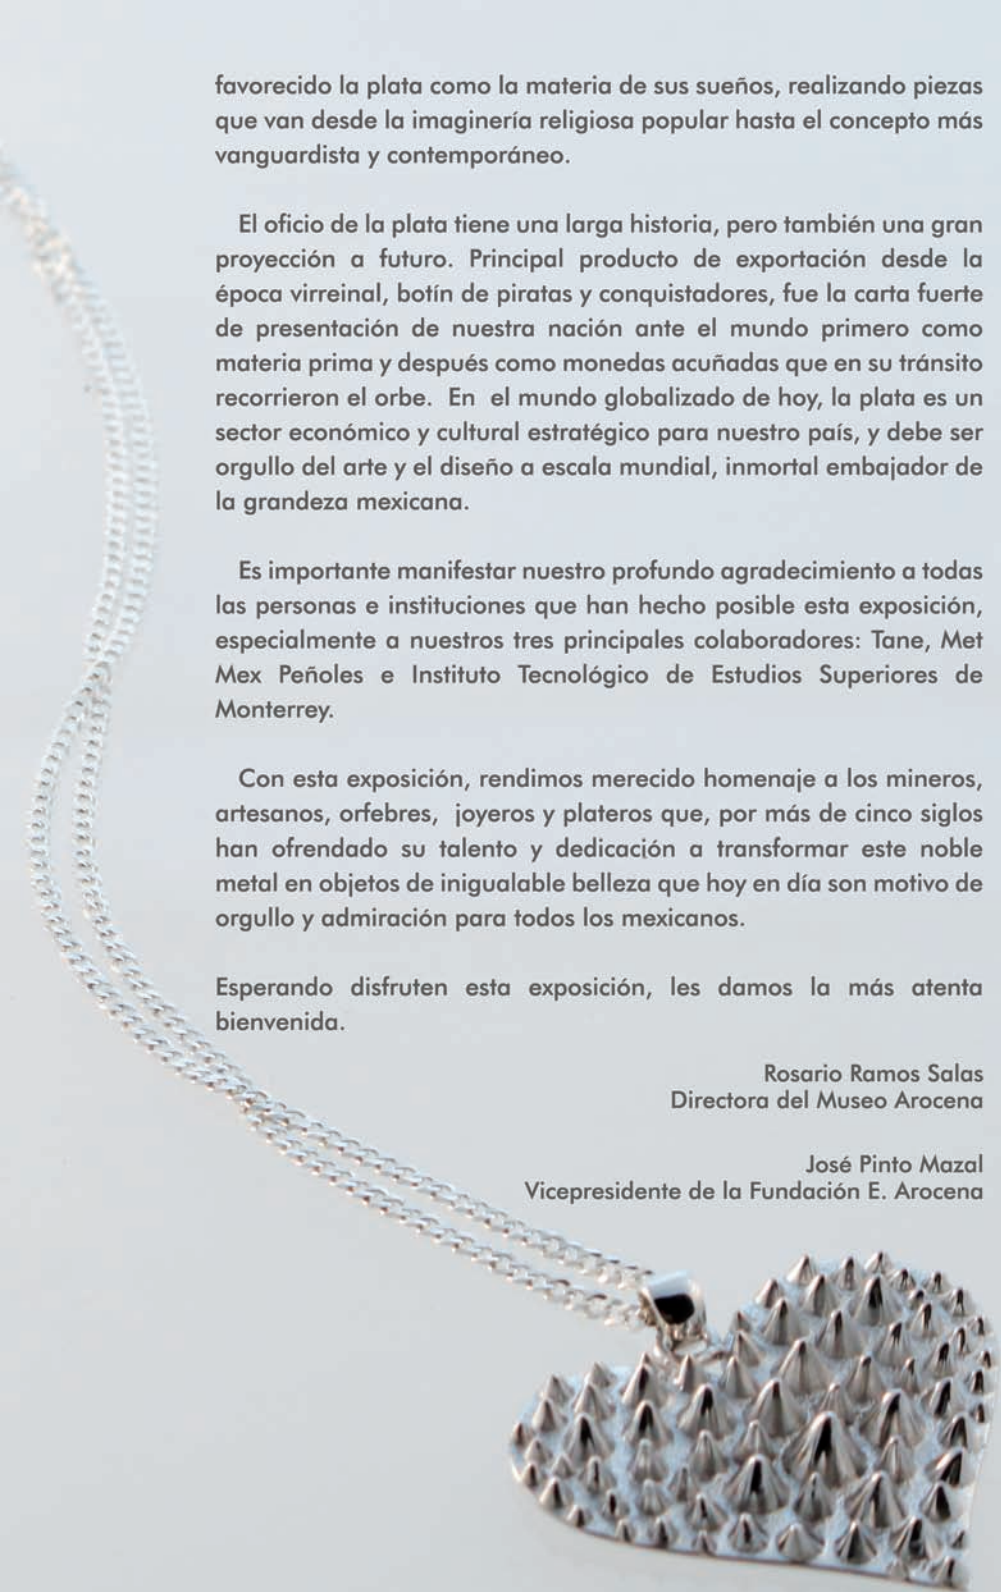 favorecido la plata como la materia de sus sueños, realizando piezas
que van desde la imaginería religiosa popular hasta el concepto más
vanguardista y contemporáneo.
El oficio de la plata tiene una larga historia, pero también una gran
proyección a futuro. Principal producto de exportación desde la
época virreinal, botín de piratas y conquistadores, fue la carta fuerte
de presentación de nuestra nación ante el mundo primero como
materia prima y después como monedas acuñadas que en su tránsito
recorrieron el orbe. En el mundo globalizado de hoy, la plata es un
sector económico y cultural estratégico para nuestro país, y debe ser
orgullo del arte y el diseño a escala mundial, inmortal embajador de
la grandeza mexicana.
Es importante manifestar nuestro profundo agradecimiento a todas
las personas e instituciones que han hecho posible esta exposición,
especialmente a nuestros tres principales colaboradores: Tane, Met
Mex Peñoles e Instituto Tecnológico de Estudios Superiores de
Monterrey.
Con esta exposición, rendimos merecido homenaje a los mineros,
artesanos, orfebres, joyeros y plateros que, por más de cinco siglos
han ofrendado su talento y dedicación a transformar este noble
metal en objetos de inigualable belleza que hoy en día son motivo de
orgullo y admiración para todos los mexicanos.
Esperando disfruten esta exposición, les damos la más atenta
bienvenida.
Rosario Ramos Salas
Directora del Museo Arocena
José Pinto Mazal
Vicepresidente de la Fundación E. Arocena